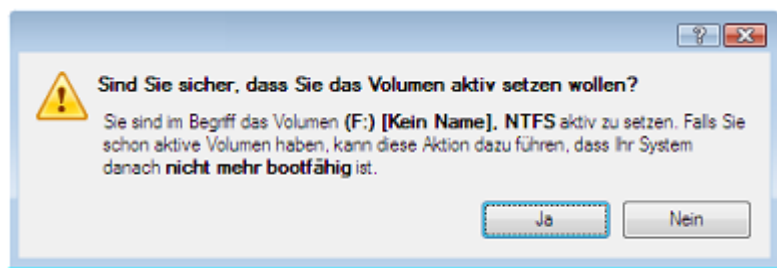 Sind Sie sicher, dass Sie das Volumen aktiv setzen wollen?
Sie sind im Begriff das Volumen (F:) [Kein Name], NTFS aktiv zu setzen. Falls Sie
schon aktive Volumen haben, kann diese Aktion dazu führen, dass Ihr System
danach nicht mehr bootfähig ist.
Ja Nein